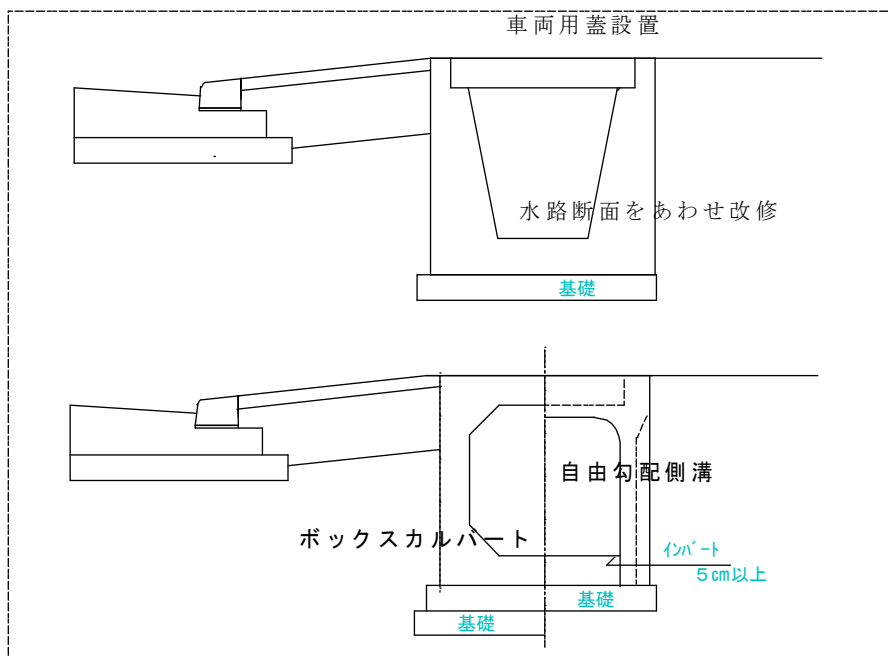 車両用蓋設置
水路断面をあわせ改修
基礎
自由勾配側溝
ボックスカルバート
ｲﾝﾊﾞｰﾄ
5cm以上
基礎
基礎